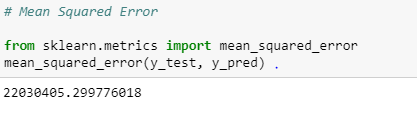 # Mean Squared Error
from sklearn.metrics import mean_squared_error
mean_squared_error(y_test, y_pred) .
22030405.299776018